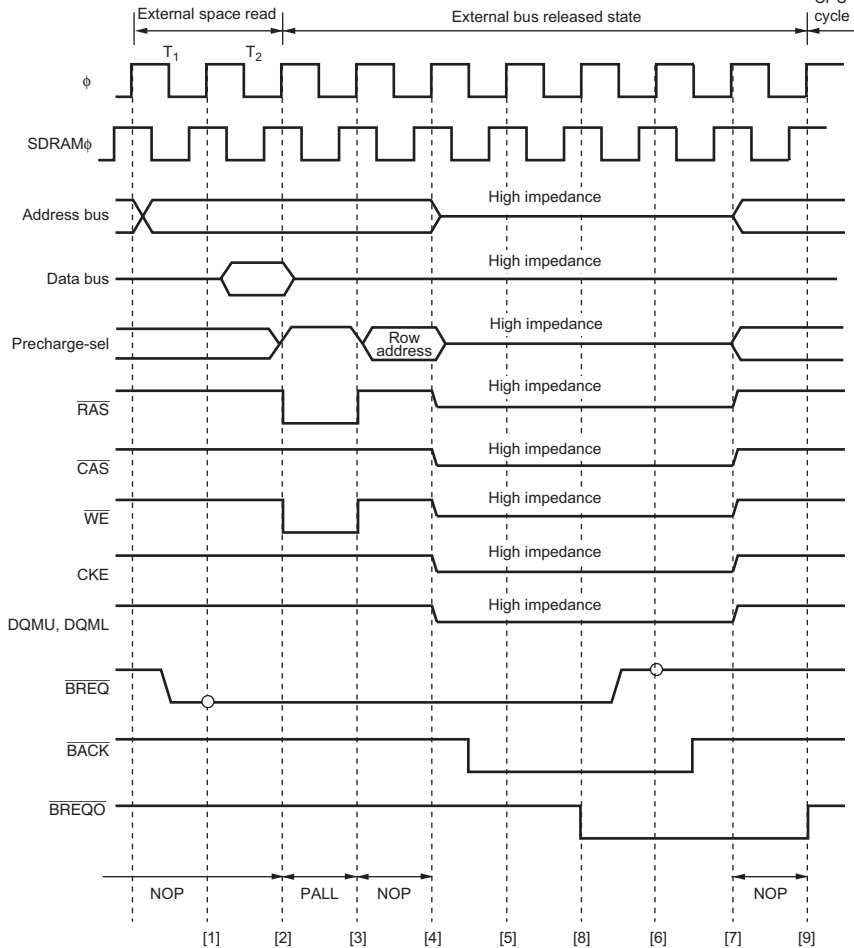 External space read
External bus released state
cycle
T1
T2
ϕ
SDRAMϕ
High impedance
Address bus
High impedance
Data bus
High impedance
Precharge-sel
Row
address
High impedance
RAS
High impedance
CAS
High impedance
WE
High impedance
CKE
High impedance
DQMU, DQML
BREQ
BACK
BREQO
NOP
PALL
NOP
NOP
[1]
[2]
[3]
[4]
[5]
[8]
[6]
[7]
[9]